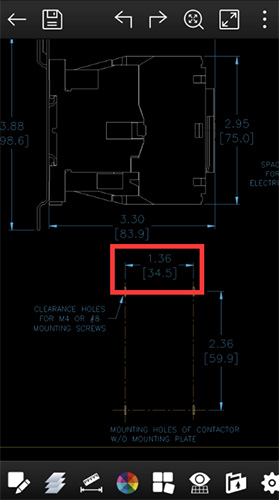 3.88
98.6]
2.95
[75.0]
SPAC
FOR
ELECTRI
3.30
[83.9]
1.36
[34.5]
CLEARANCE HOLES
FOR M4 OR #8
MOUNTING SCREWS
2.36
[59.9]
MOUNTING HOLES OF CONTACTOR
W/O MOUNTING PLATE